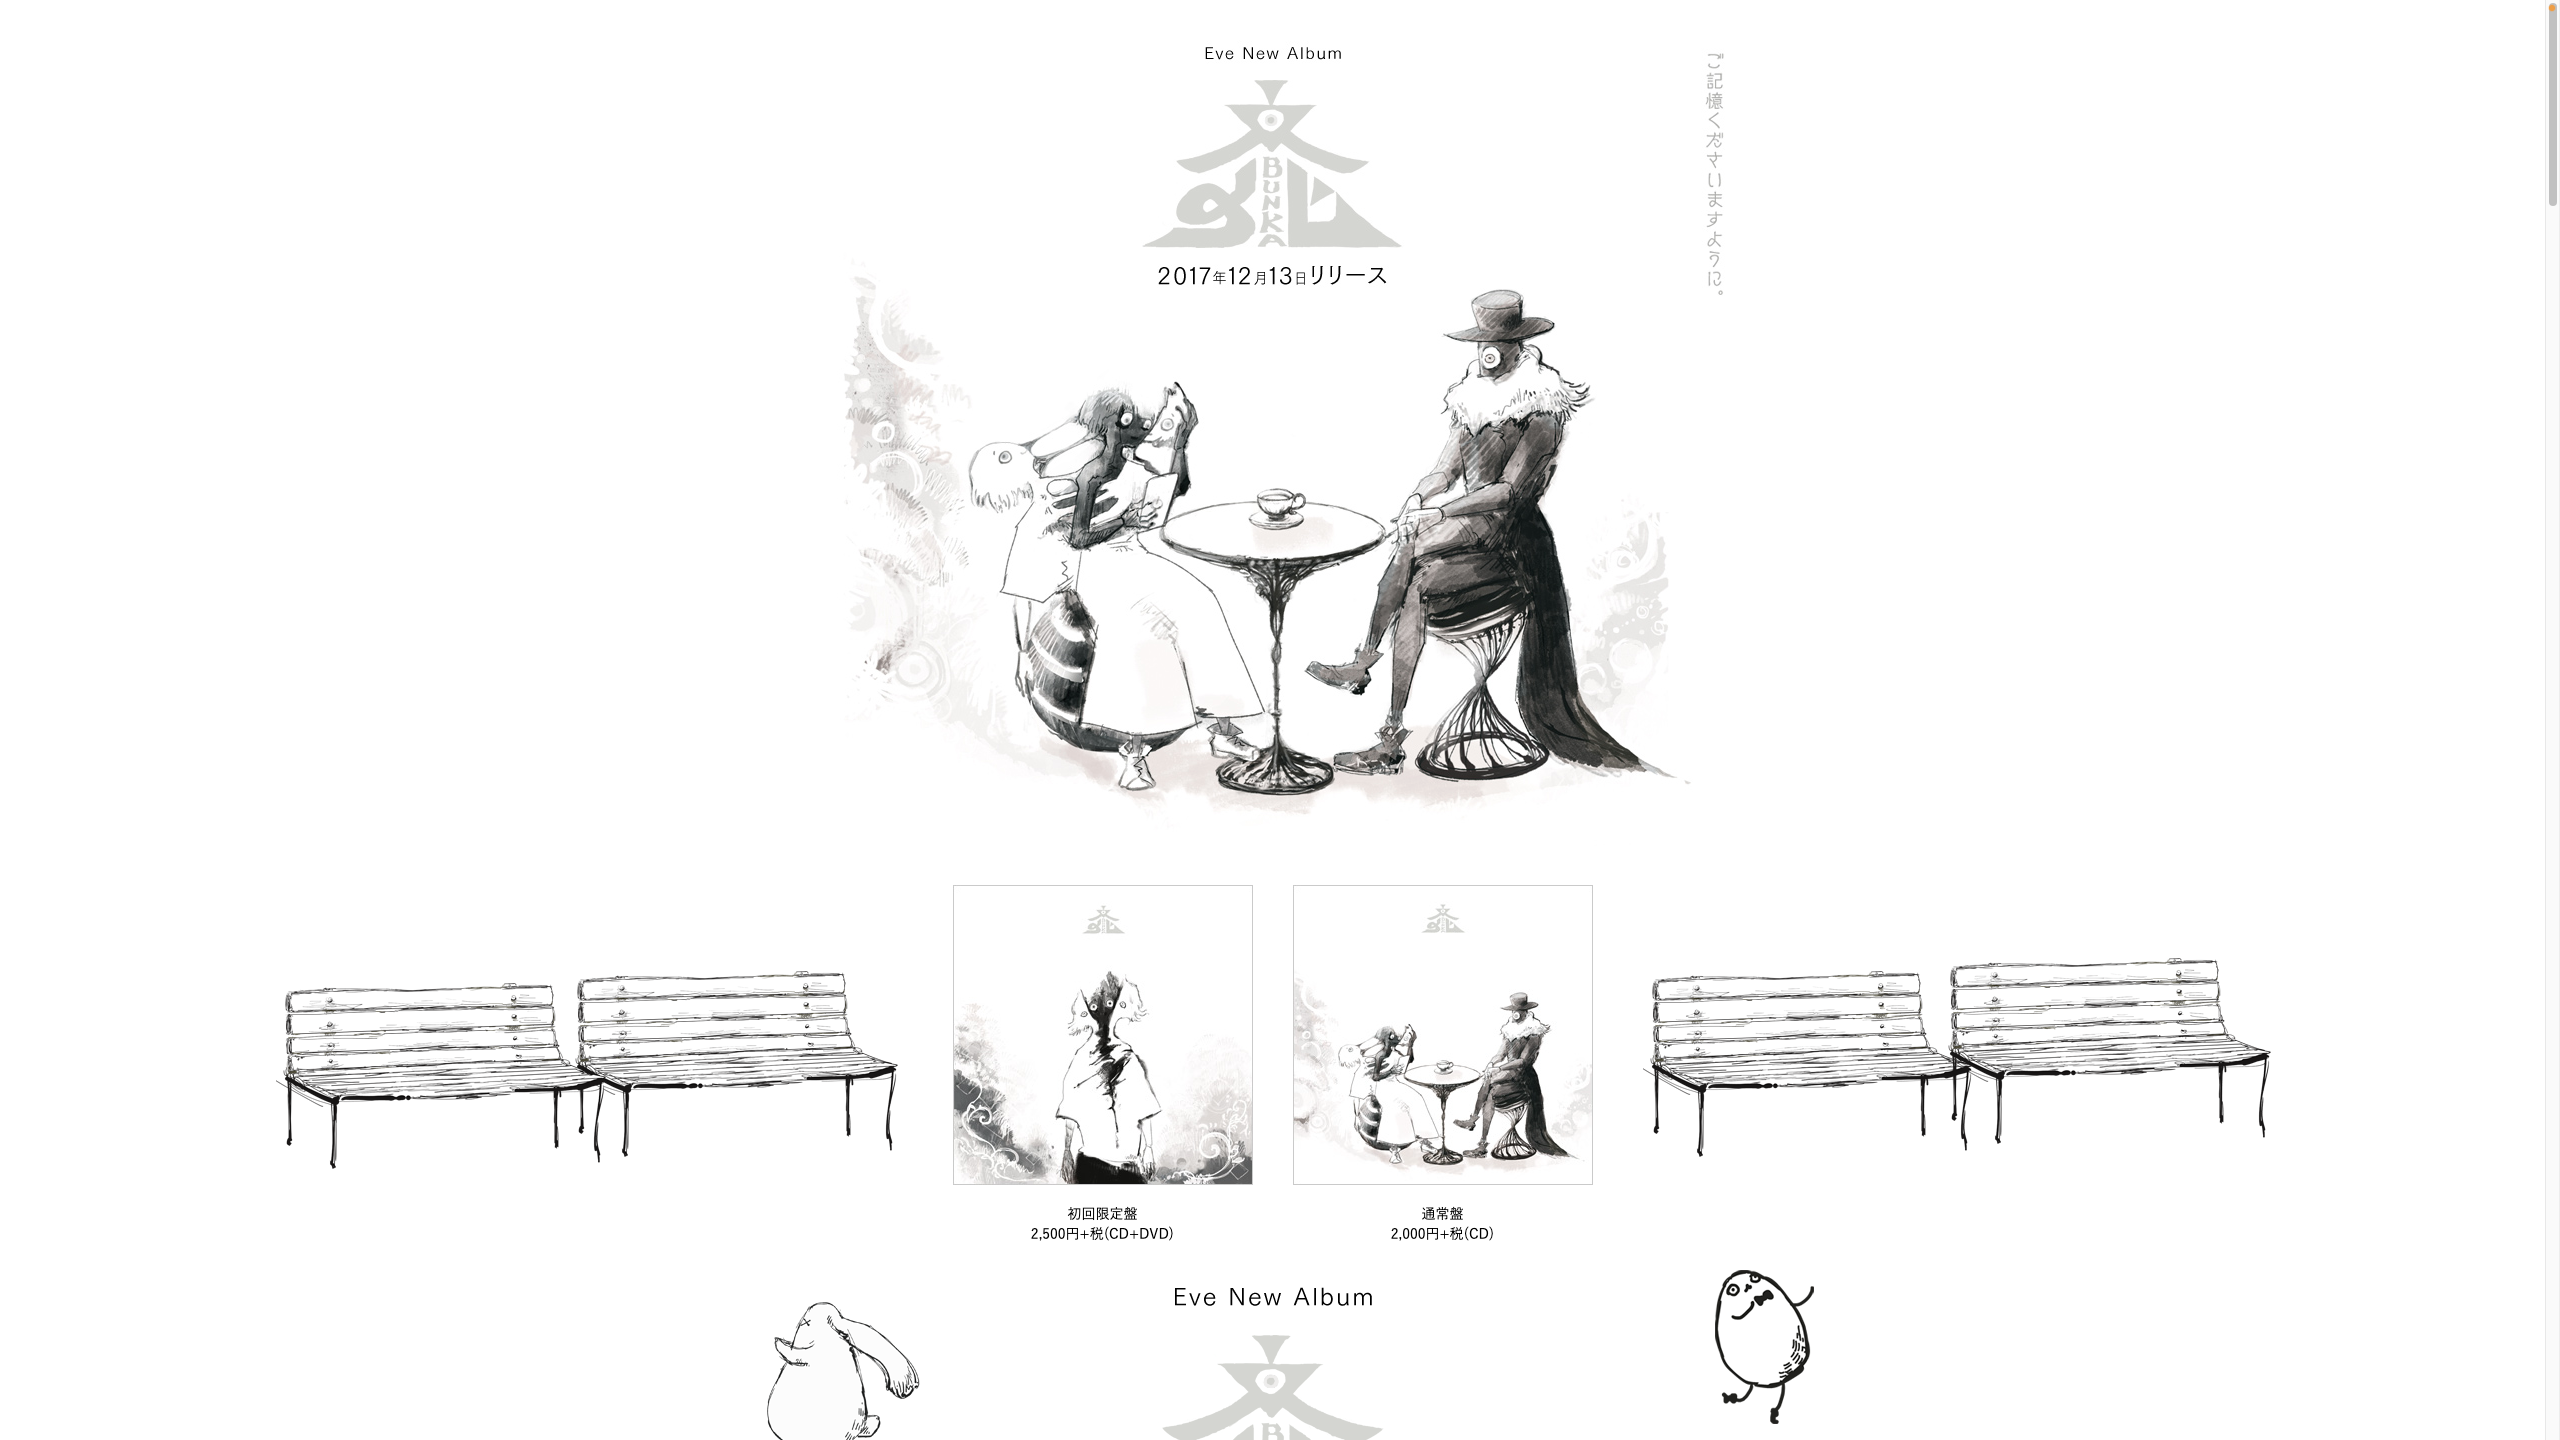 Eve New Album
文化
BUNKA
2017年12月13日リリース
ご記憶くださいますように。
初回限定盤
2,500円+税(CD+DVD)
通常盤
2,000円+税(CD)
Eve New Album